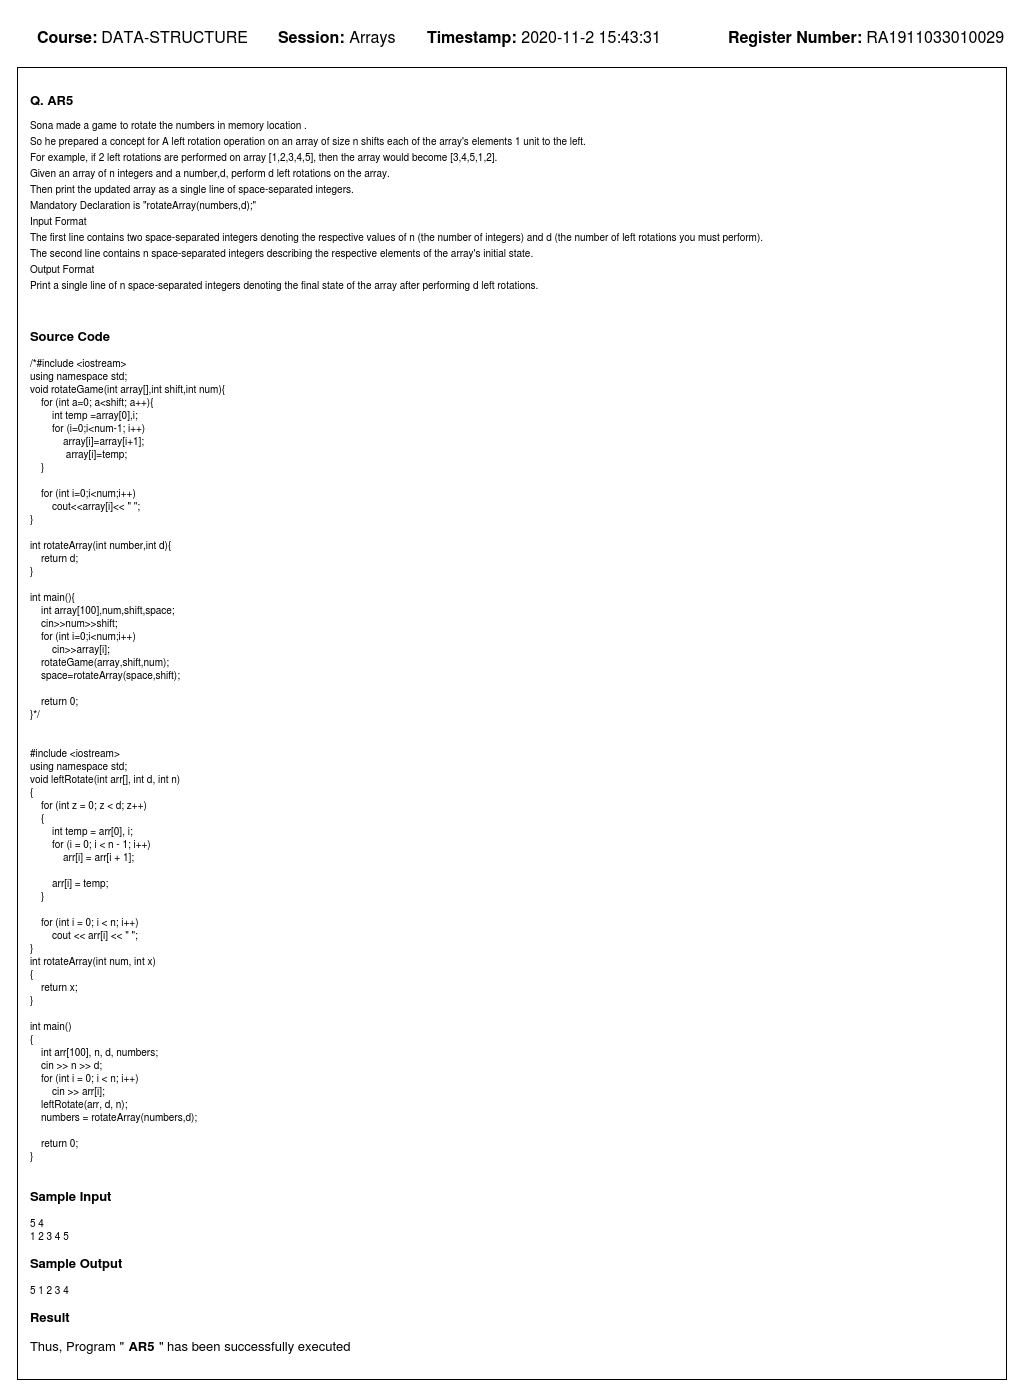 Course: DATA-STRUCTURE Session: Arrays Timestamp: 2020-11-2 15:43:31 Register Number: RA1911033010029
Q. AR5
Sona made a game to rotate the numbers in memory location .
So he prepared a concept for A left rotation operation on an array of size n shifts each of the array's elements 1 unit to the left.
For example, if 2 left rotations are performed on array [1,2,3,4,5], then the array would become [3,4,5,1,2].
Given an array of n integers and a number,d, perform d left rotations on the array.
Then print the updated array as a single line of space-separated integers.
Mandatory Declaration is "rotateArray(numbers,d);"
Input Format
The first line contains two space-separated integers denoting the respective values of n (the number of integers) and d (the number of left rotations you must perform).
The second line contains n space-separated integers describing the respective elements of the array's initial state.
Output Format
Print a single line of n space-separated integers denoting the final state of the array after performing d left rotations.
Source Code
/*#include <iostream>
using namespace std;
void rotateGame(int array[],int shift,int num){
    for (int a=0; a<shift; a++){
        int temp =array[0],i;
        for (i=0;i<num-1; i++)
            array[i]=array[i+1];
             array[i]=temp;
    }
    for (int i=0;i<num;i++)
        cout<<array[i]<< " ";
}
int rotateArray(int number,int d){
    return d;
}
int main(){
    int array[100],num,shift,space;
    cin>>num>>shift;
    for (int i=0;i<num;i++)
        cin>>array[i];
    rotateGame(array,shift,num);
    space=rotateArray(space,shift);
    return 0;
}*/
#include <iostream>
using namespace std;
void leftRotate(int arr[], int d, int n)
{
    for (int z = 0; z < d; z++)
    {
        int temp = arr[0], i;
        for (i = 0; i < n - 1; i++)
            arr[i] = arr[i + 1];
        arr[i] = temp;
    }
    for (int i = 0; i < n; i++)
        cout << arr[i] << " ";
}
int rotateArray(int num, int x)
{
    return x;
}
int main()
{
    int arr[100], n, d, numbers;
    cin >> n >> d;
    for (int i = 0; i < n; i++)
        cin >> arr[i];
    leftRotate(arr, d, n);
    numbers = rotateArray(numbers,d);
    return 0;
}
Sample Input
5 4
1 2 3 4 5
Sample Output
5 1 2 3 4
Result
Thus, Program " AR5 " has been successfully executed